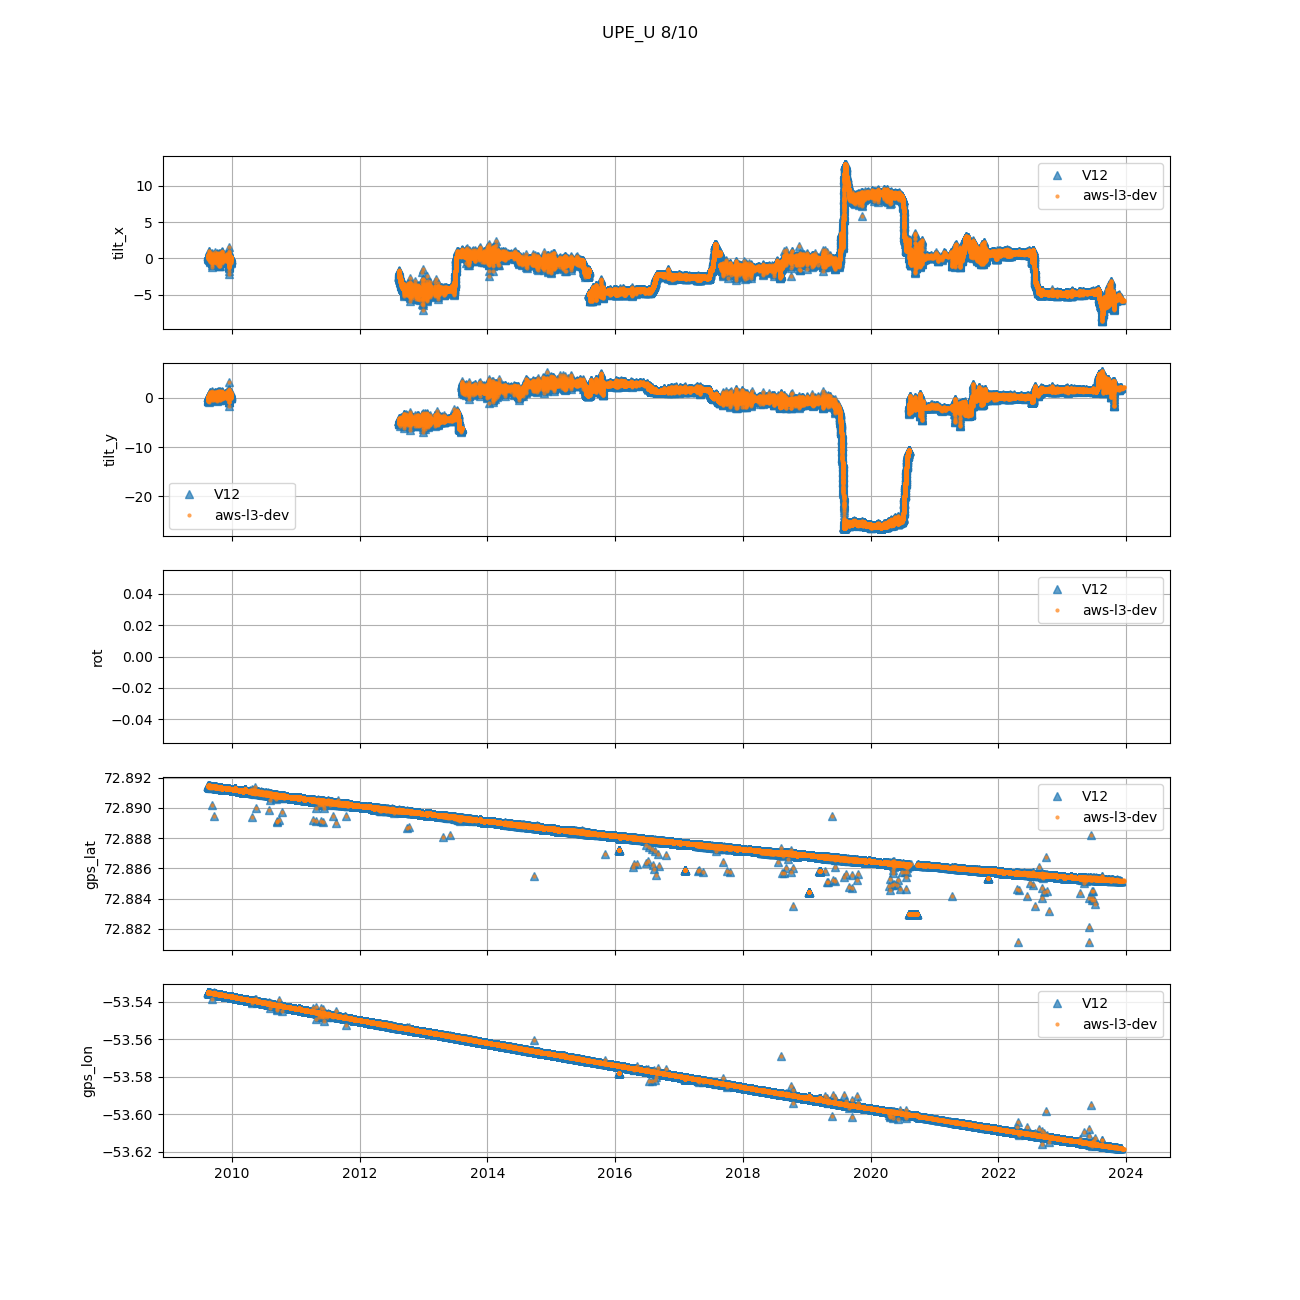 UPE_U 8/10
10
5
0
−5
tilt_x
V12
aws-l3-dev
0
−10
−20
tilt_y
V12
aws-l3-dev
0.04
0.02
0.00
−0.02
−0.04
rot
V12
aws-l3-dev
72.892
72.890
72.888
72.886
72.884
72.882
gps_lat
V12
aws-l3-dev
−53.54
−53.56
−53.58
−53.60
−53.62
gps_lon
V12
aws-l3-dev
2010 2012 2014 2016 2018 2020 2022 2024